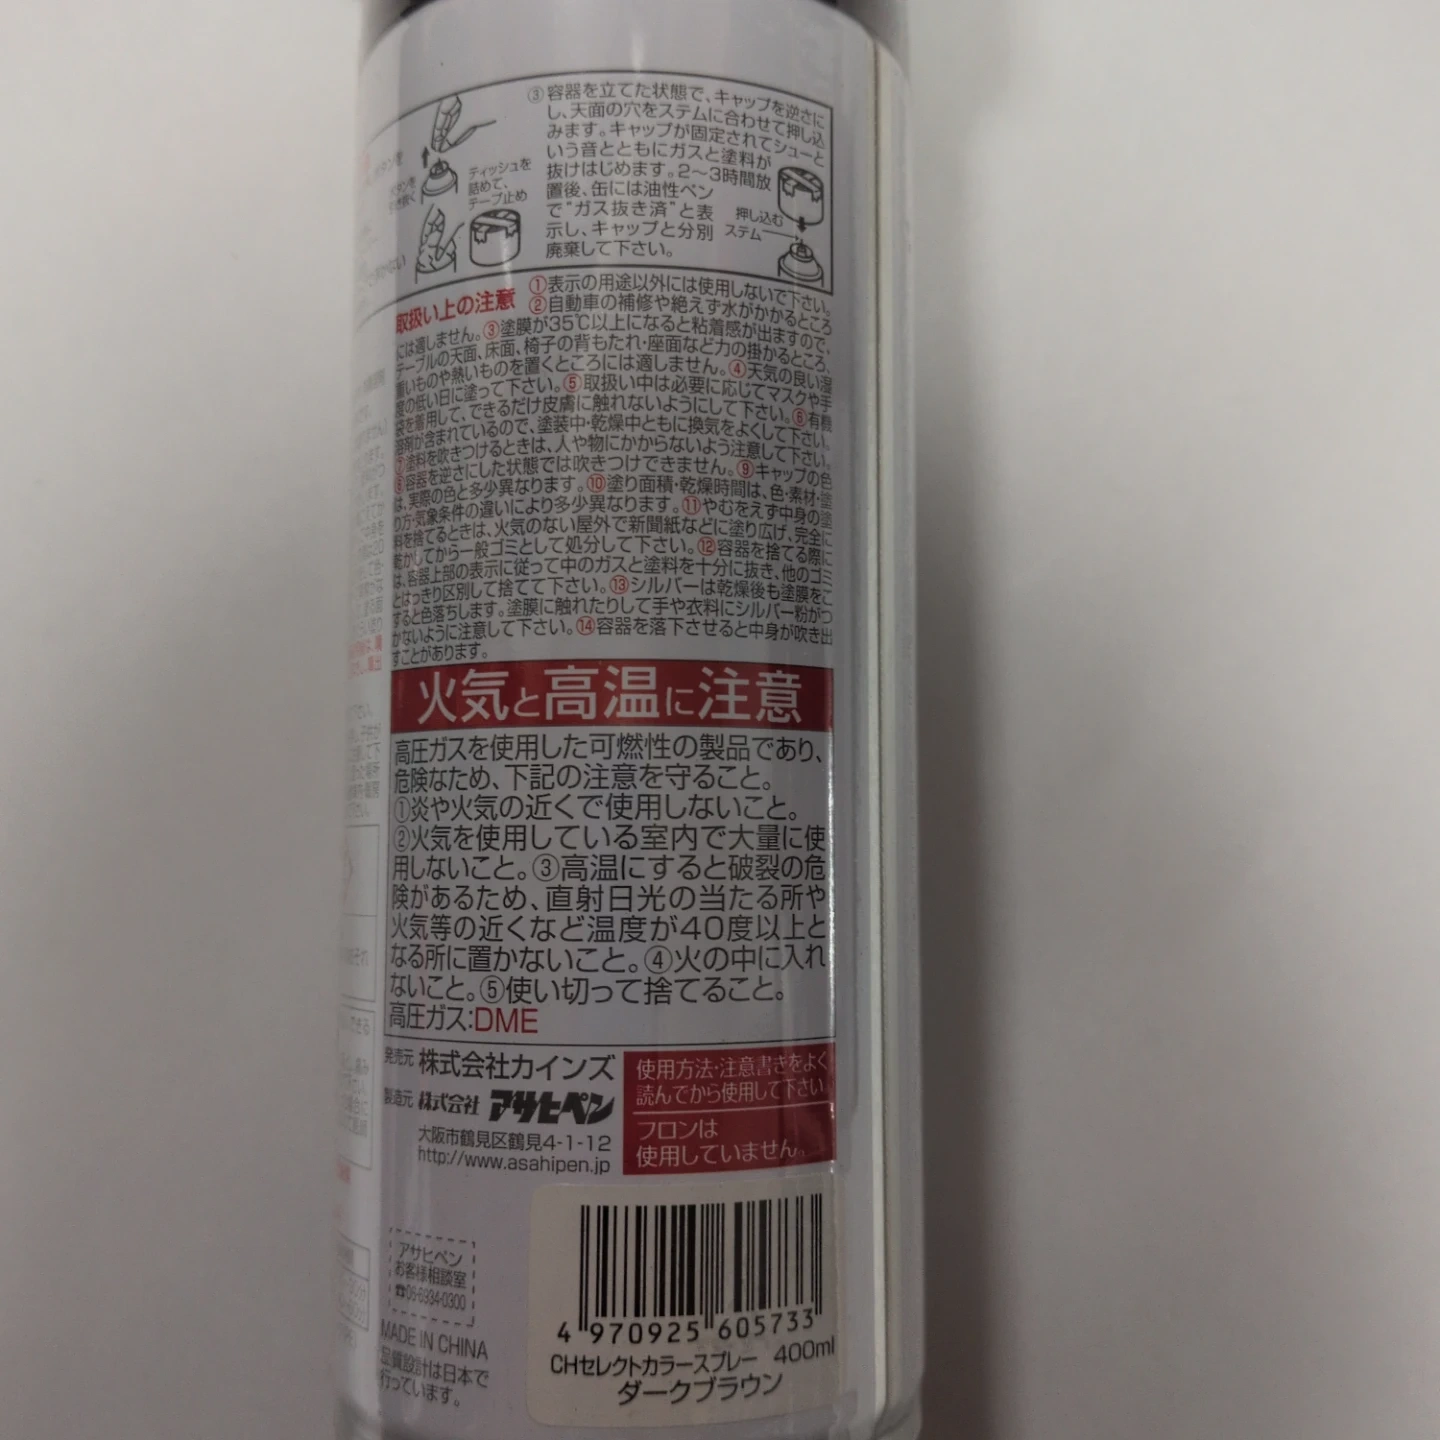 ③容器を立てた状態で、キャップを逆さに
し、天面の穴をステムに合わせて押し込
みます。キャップが固定されてシューと
いう音とともにガスと塗料が
抜けはじめます。2〜3時間放
置後、缶には油性ペン
で"ガス抜き済"と表
示し、キャップと分別
廃棄して下さい。
押し込む
ステム
ティッシュを
詰めて、
テープ止め
取扱い上の注意
①表示の用途以外には使用しないで下さい。
②自動車の補修や絶えず水がかかるところ
には適しません。③塗膜が35℃以上になると粘着感が出ますので、
テーブルの天面、床面、椅子の背もたれ・座面など力の掛かるところ、
重いものや熱いものを置くところには適しません。④天気の良い湿
度の低い日に塗って下さい。⑤取扱い中は必要に応じてマスクや手
袋を着用して、できるだけ皮膚に触れないようにして下さい。⑥有機
溶剤が含まれているので、塗装中・乾燥中ともに換気をよくして下さい。
⑦塗料を吹きつけるときは、人や物にかからないよう注意して下さい。
⑧容器を逆さにした状態では吹きつけできません。⑨キャップの色
は、実際の色と多少異なります。⑩塗り面積・乾燥時間は、色・素材・塗
り方・気象条件の違いにより多少異なります。⑪やむをえず中身の塗
料を捨てるときは、火気のない屋外で新聞紙などに塗り広げ、完全に
乾かしてから一般ゴミとして処分して下さい。⑫容器を捨てる際に
は、容器上部の表示に従って中のガスと塗料を十分に抜き、他のゴミ
とはっきり区別して捨てて下さい。⑬シルバーは乾燥後も塗膜をこ
すると色落ちします。塗膜に触れたりして手や衣料にシルバー粉がつ
かないように注意して下さい。⑭容器を落下させると中身が吹き出
すことがあります。
火気と高温に注意
高圧ガスを使用した可燃性の製品であり、
危険なため、下記の注意を守ること。
①炎や火気の近くで使用しないこと。
②火気を使用している室内で大量に使
用しないこと。③高温にすると破裂の危
険があるため、直射日光の当たる所や
火気等の近くなど温度が40度以上と
なる所に置かないこと。④火の中に入れ
ないこと。⑤使い切って捨てること。
高圧ガス:DME
発売元 株式会社カインズ
製造元 株式会社 アサヒペン
大阪市鶴見区鶴見4-1-12
http://www.asahipen.jp
使用方法・注意書きをよく
読んでから使用して下さい
フロンは
使用していません。
アサヒペン
お客様相談室
☎06-6934-0300
MADE IN CHINA
品質設計は日本で
行っています。
4 970925 605733
CHセレクトカラースプレー 400ml
ダークブラウン